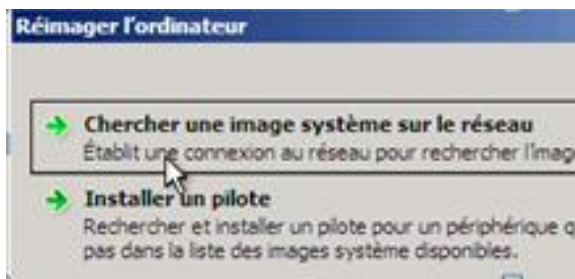 Réimager l'ordinateur
Chercher une image système sur le réseau
Établit une connexion au réseau pour rechercher l'imag
Installer un pilote
Rechercher et installer un pilote pour un périphérique q
pas dans la liste des images système disponibles.